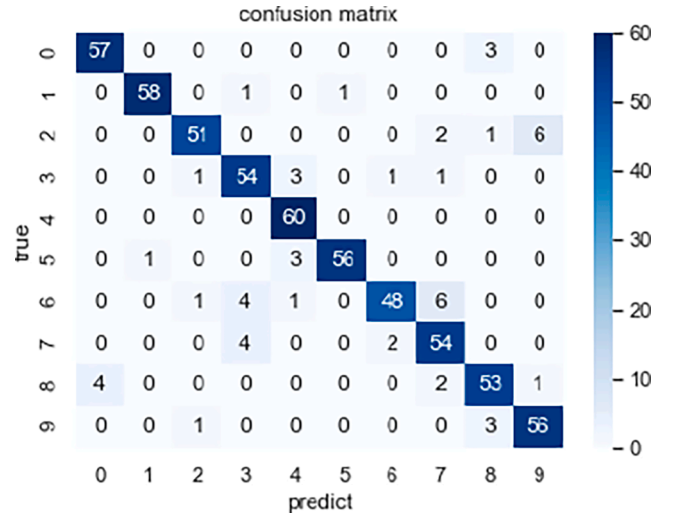 confusion matrix
0 57 0 0 0 0 0 0 0 3 0
1 0 58 0 1 0 1 0 0 0 0
2 0 0 51 0 0 0 0 2 1 6
3 0 0 1 54 3 0 1 1 0 0
4 0 0 0 0 60 0 0 0 0 0
5 0 1 0 0 3 56 0 0 0 0
6 0 0 1 4 1 0 48 6 0 0
7 0 0 0 4 0 0 2 54 0 0
8 4 0 0 0 0 0 0 2 53 1
9 0 0 1 0 0 0 0 0 3 56
0 1 2 3 4 5 6 7 8 9
predict
true
60
50
40
30
20
10
0